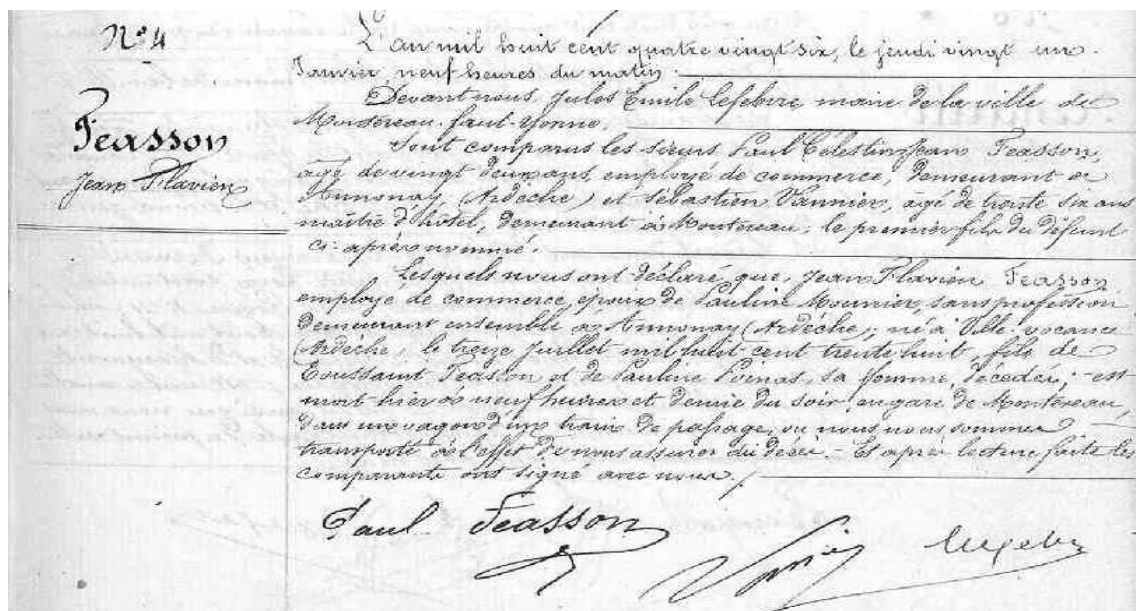 N° 4
Feasson
Jean Flavien
L'an mil huit cent quatre vingt six, le jeudi vingt un
Janvier, neuf heures du matin.
Devant nous, Jules Emile Lefebvre, maire de la ville de
Montereau-faut-Yonne,
Sont comparus les sieurs Paul Célestin Jean Feasson,
âgé de vingt deux ans, employé de commerce, demeurant à
Annonay (Ardèche) et Sébastien Vannier, âgé de trente six ans
maître d'hôtel, demeurant à Montereau; le premier fils du défunt
ci-après nommé.
Lesquels nous ont déclaré que, Jean Flavien Feasson
employé de commerce, époux de Pauline Mounier, sans profession
demeurant ensemble à Annonay (Ardèche), né à Ville-vocance
(Ardèche), le treize Juillet mil huit cent trente huit, fils de
Toussaint Feasson et de Pauline Poinas, sa femme, décédés; est
mort hier à neuf heures et demie du soir, en gare de Montereau,
dans un vagon d'un train de passage, où nous nous sommes
transporté à l'effet de nous assurer du décès. – Et après lecture faite les
comparants ont signé avec nous./
Paul Feasson